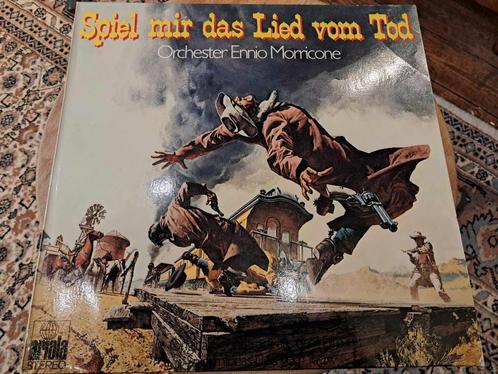 Spiel mir das Lied vom Tod
Orchester Ennio Morricone
ariola
STEREO